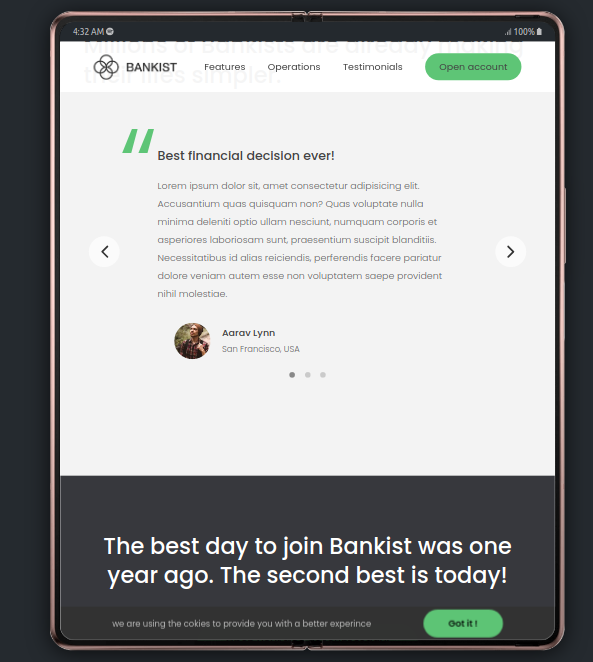 4:32 AM
100%
Millions of Bankists are already making
their lifes simpler.
BANKIST Features Operations Testimonials Open account
“
Best financial decision ever!
Lorem ipsum dolor sit, amet consectetur adipisicing elit.
Accusantium quas quisquam non? Quas voluptate nulla
minima deleniti optio ullam nesciunt, numquam corporis et
asperiores laboriosam sunt, praesentium suscipit blanditiis.
Necessitatibus id alias reiciendis, perferendis facere pariatur
dolore veniam autem esse non voluptatem saepe provident
nihil molestiae.
Aarav Lynn
San Francisco, USA
The best day to join Bankist was one
year ago. The second best is today!
we are using the cokies to provide you with a better experince
Got it !